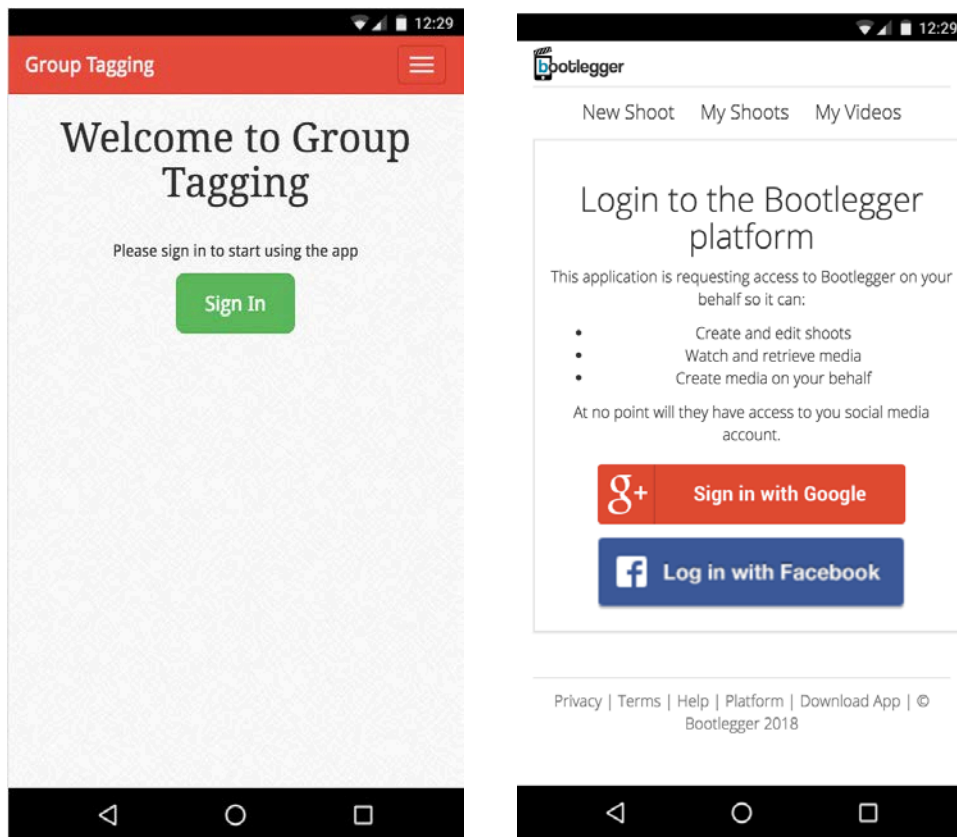 12:29
Group Tagging
Welcome to Group
Tagging
Please sign in to start using the app
Sign In
12:29
bootlegger
New Shoot My Shoots My Videos
Login to the Bootlegger
platform
This application is requesting access to Bootlegger on your
behalf so it can:
• Create and edit shoots
• Watch and retrieve media
• Create media on your behalf
At no point will they have access to you social media
account.
g+ Sign in with Google
f Log in with Facebook
Privacy | Terms | Help | Platform | Download App | ©
Bootlegger 2018